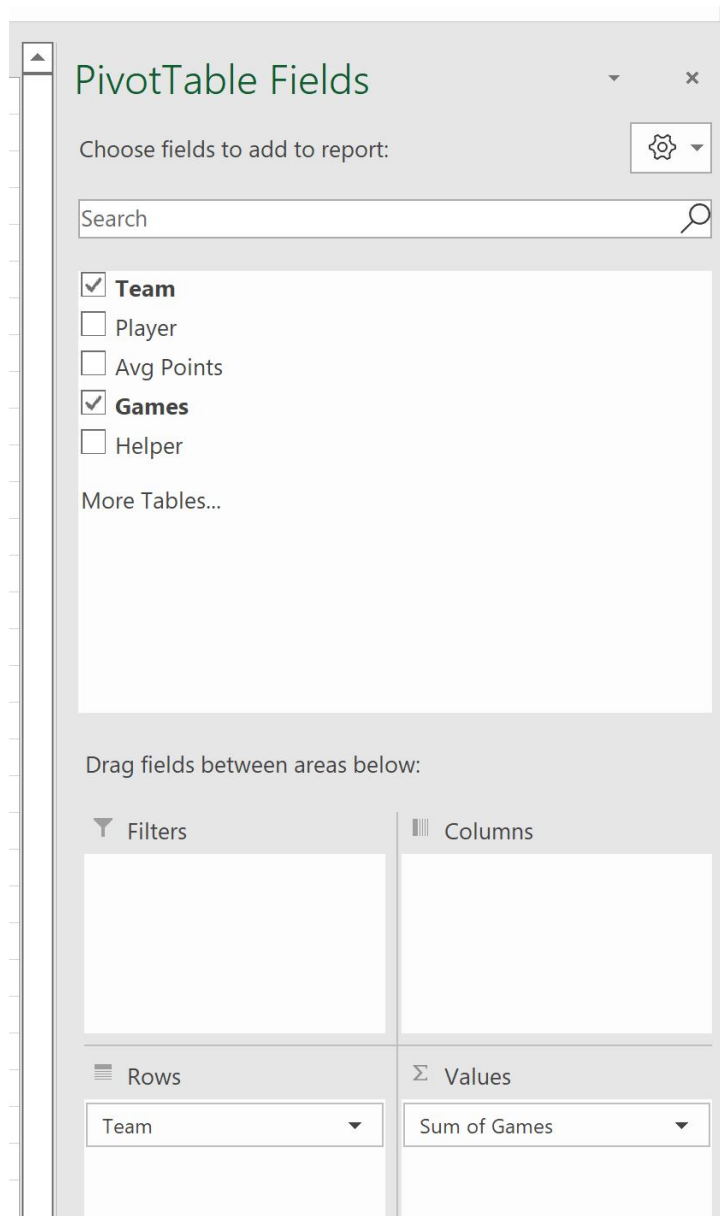 PivotTable Fields
Choose fields to add to report:
Search
Team
Player
Avg Points
Games
Helper
More Tables...
Drag fields between areas below:
Filters
Columns
Rows
Σ Values
Team
Sum of Games